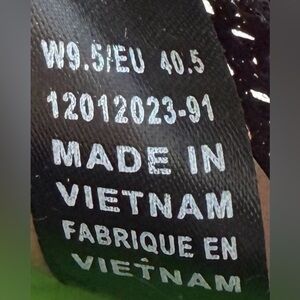 W9.5/EU 40.5
12012023-91
MADE IN
VIETNAM
FABRIQUE EN
VIETNAM